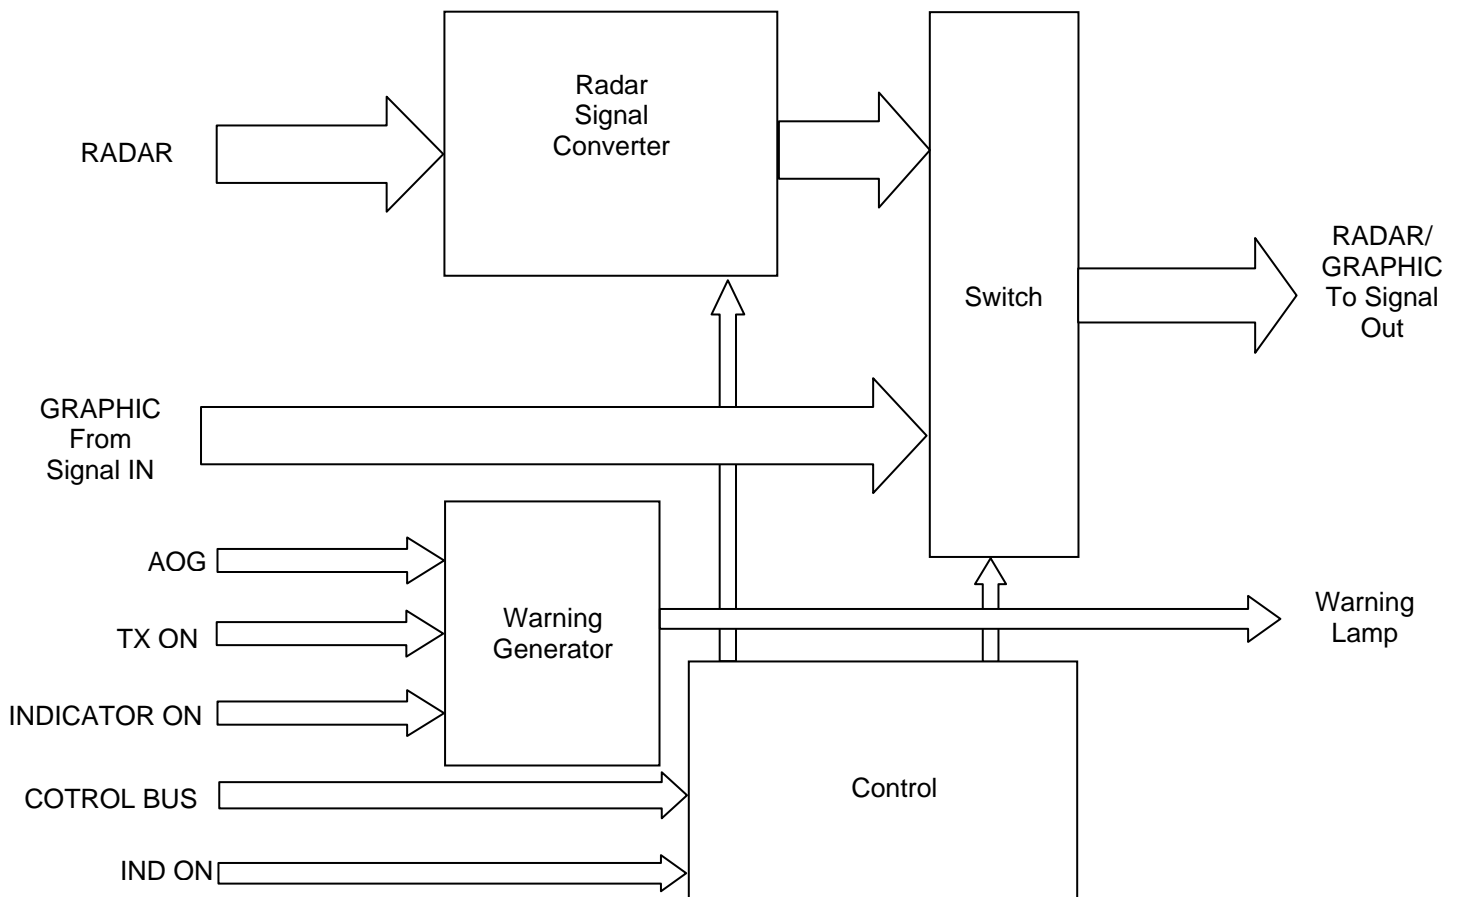 Radar
Signal
Converter
RADAR
Switch
RADAR/
GRAPHIC
To Signal
Out
GRAPHIC
From
Signal IN
AOG
TX ON
INDICATOR ON
Warning
Generator
Warning
Lamp
COTROL BUS
Control
IND ON